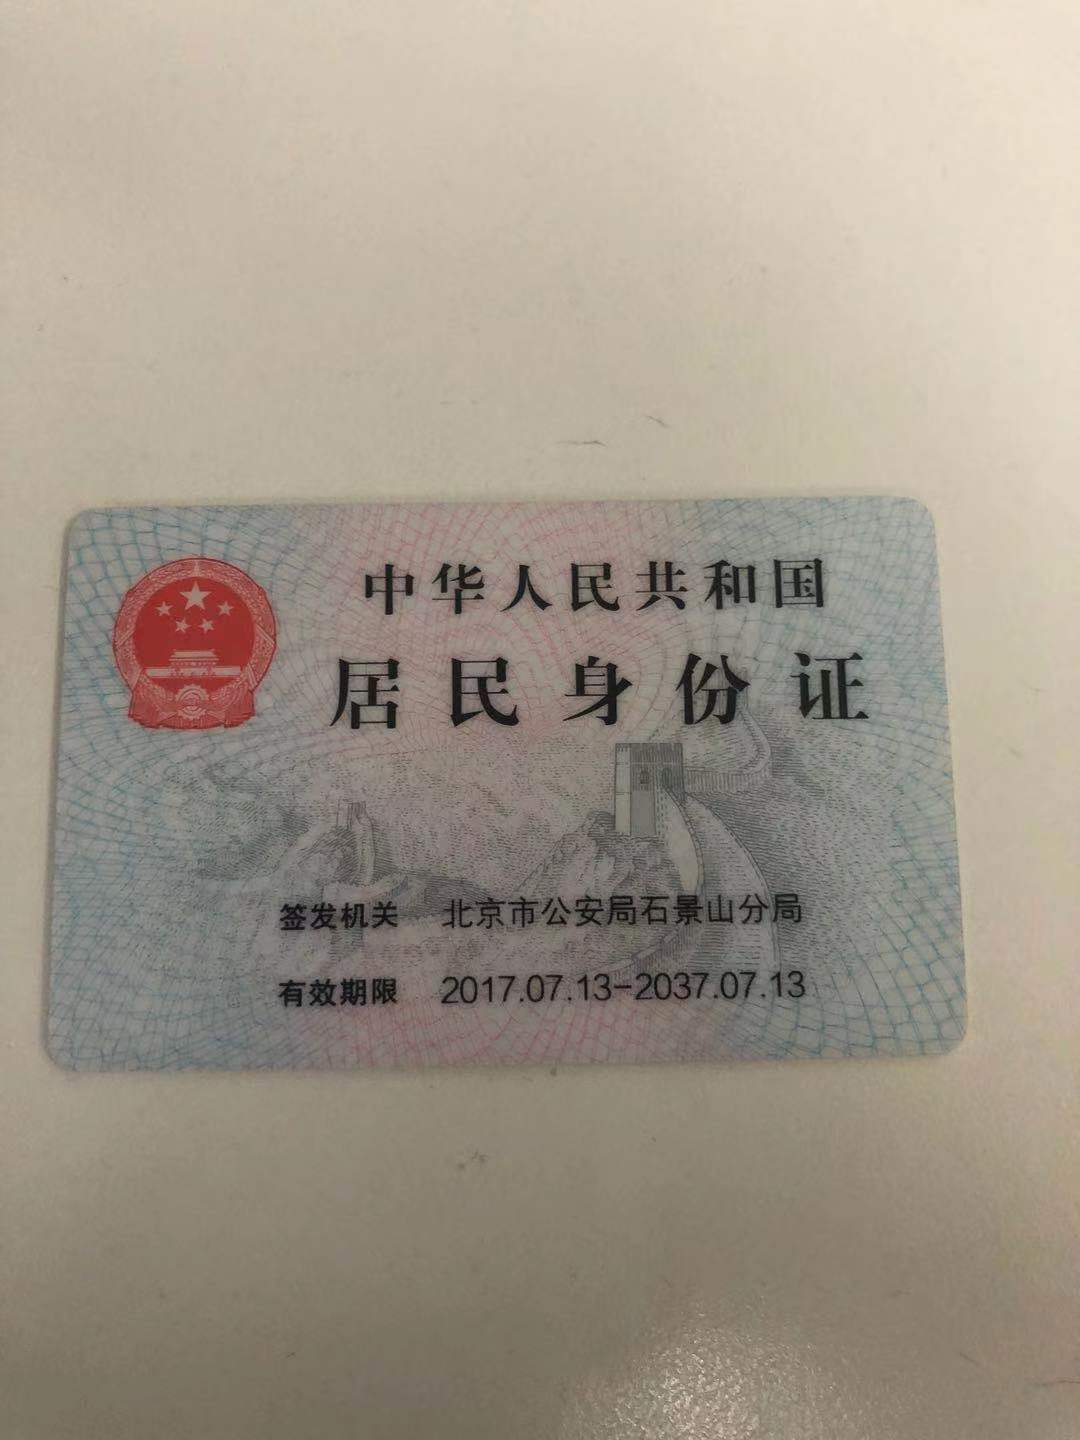 中华人民共和国
居民身份证
签发机关 北京市公安局石景山分局
有效期限 2017.07.13-2037.07.13